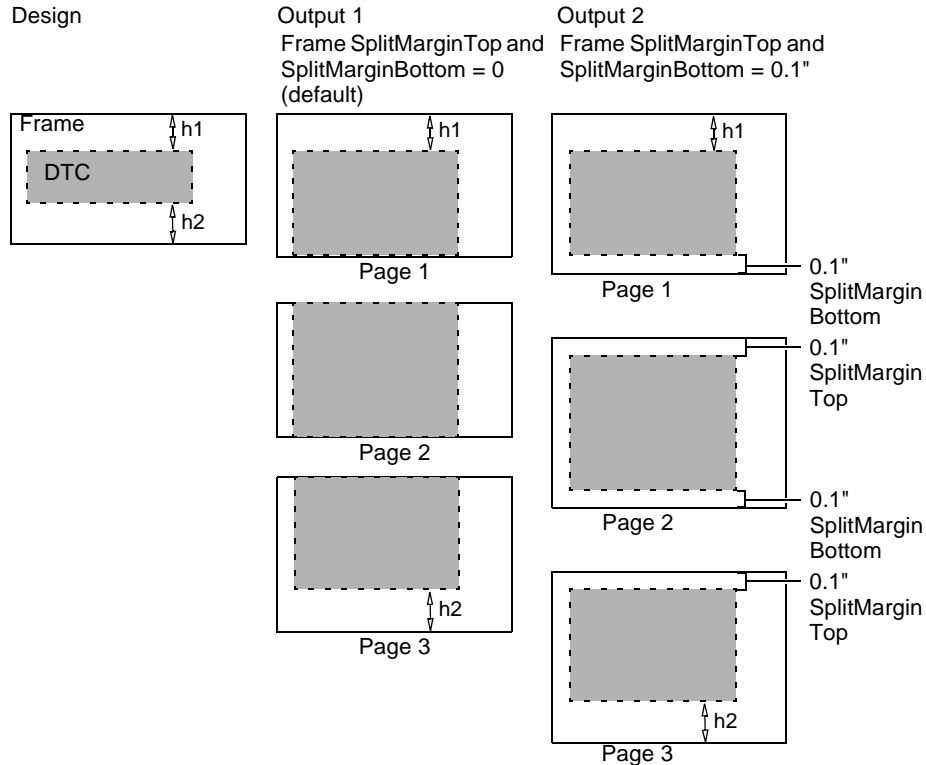 Design
Output 1
Frame SplitMarginTop and
SplitMarginBottom = 0
(default)
Output 2
Frame SplitMarginTop and
SplitMarginBottom = 0.1"
Frame
h1
DTC
h2
h1
Page 1
Page 2
h2
Page 3
h1
0.1"
SplitMargin
Bottom
Page 1
0.1"
SplitMargin
Top
0.1"
SplitMargin
Bottom
Page 2
0.1"
SplitMargin
Top
h2
Page 3